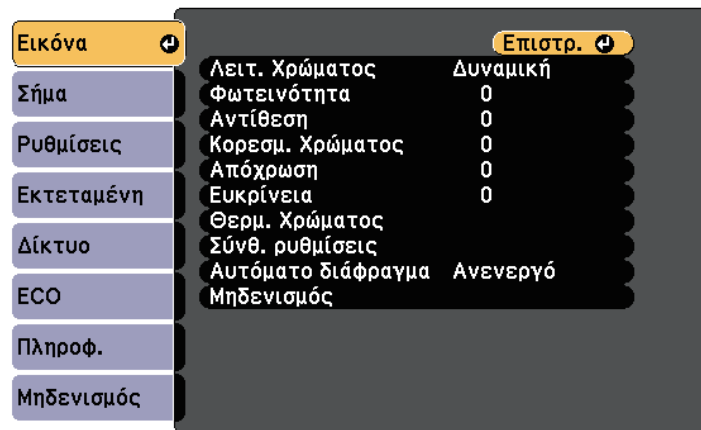 Εικόνα
Σήμα
Ρυθμίσεις
Εκτεταμένη
Δίκτυο
ECO
Πληροφ.
Μηδενισμός
Επιστρ.
Λειτ. Χρώματος Δυναμική
Φωτεινότητα 0
Αντίθεση 0
Κορεσμ. Χρώματος 0
Απόχρωση 0
Ευκρίνεια 0
Θερμ. Χρώματος
Σύνθ. ρυθμίσεις
Αυτόματο διάφραγμα Ανενεργό
Μηδενισμός